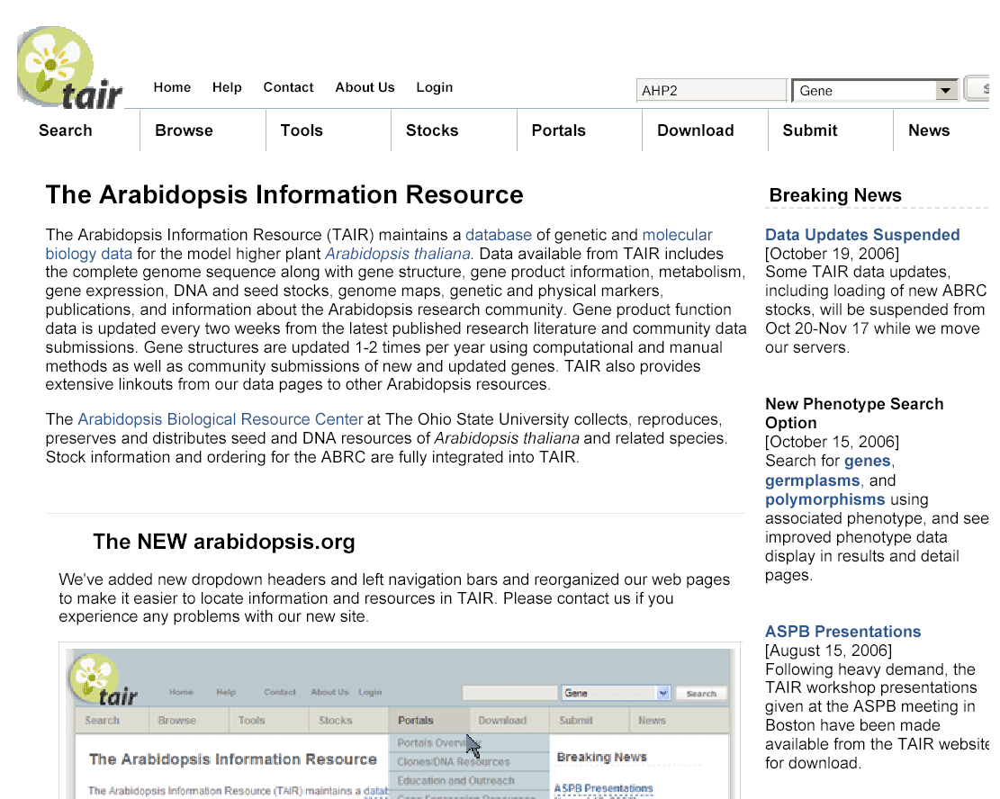 tair
Home Help Contact About Us Login
AHP2 Gene
Search Browse Tools Stocks Portals Download Submit News
The Arabidopsis Information Resource
The Arabidopsis Information Resource (TAIR) maintains a database of genetic and molecular
biology data for the model higher plant Arabidopsis thaliana. Data available from TAIR includes
the complete genome sequence along with gene structure, gene product information, metabolism,
gene expression, DNA and seed stocks, genome maps, genetic and physical markers,
publications, and information about the Arabidopsis research community. Gene product function
data is updated every two weeks from the latest published research literature and community data
submissions. Gene structures are updated 1-2 times per year using computational and manual
methods as well as community submissions of new and updated genes. TAIR also provides
extensive linkouts from our data pages to other Arabidopsis resources.
The Arabidopsis Biological Resource Center at The Ohio State University collects, reproduces,
preserves and distributes seed and DNA resources of Arabidopsis thaliana and related species.
Stock information and ordering for the ABRC are fully integrated into TAIR.
The NEW arabidopsis.org
We've added new dropdown headers and left navigation bars and reorganized our web pages
to make it easier to locate information and resources in TAIR. Please contact us if you
experience any problems with our new site.
tair
Home Help Contact About Us Login
Gene Search
Search Browse Tools Stocks Portals Download Submit News
Portals Overview
Clones/DNA Resources
Education and Outreach
Gene Expression Resources
The Arabidopsis Information Resource
The Arabidopsis Information Resource (TAIR) maintains a
Breaking News
ASPB Presentations
Breaking News
Data Updates Suspended
[October 19, 2006]
Some TAIR data updates,
including loading of new ABRC
stocks, will be suspended from
Oct 20-Nov 17 while we move
our servers.
New Phenotype Search
Option
[October 15, 2006]
Search for genes,
germplasms, and
polymorphisms using
associated phenotype, and see
improved phenotype data
display in results and detail
pages.
ASPB Presentations
[August 15, 2006]
Following heavy demand, the
TAIR workshop presentations
given at the ASPB meeting in
Boston have been made
available from the TAIR website
for download.